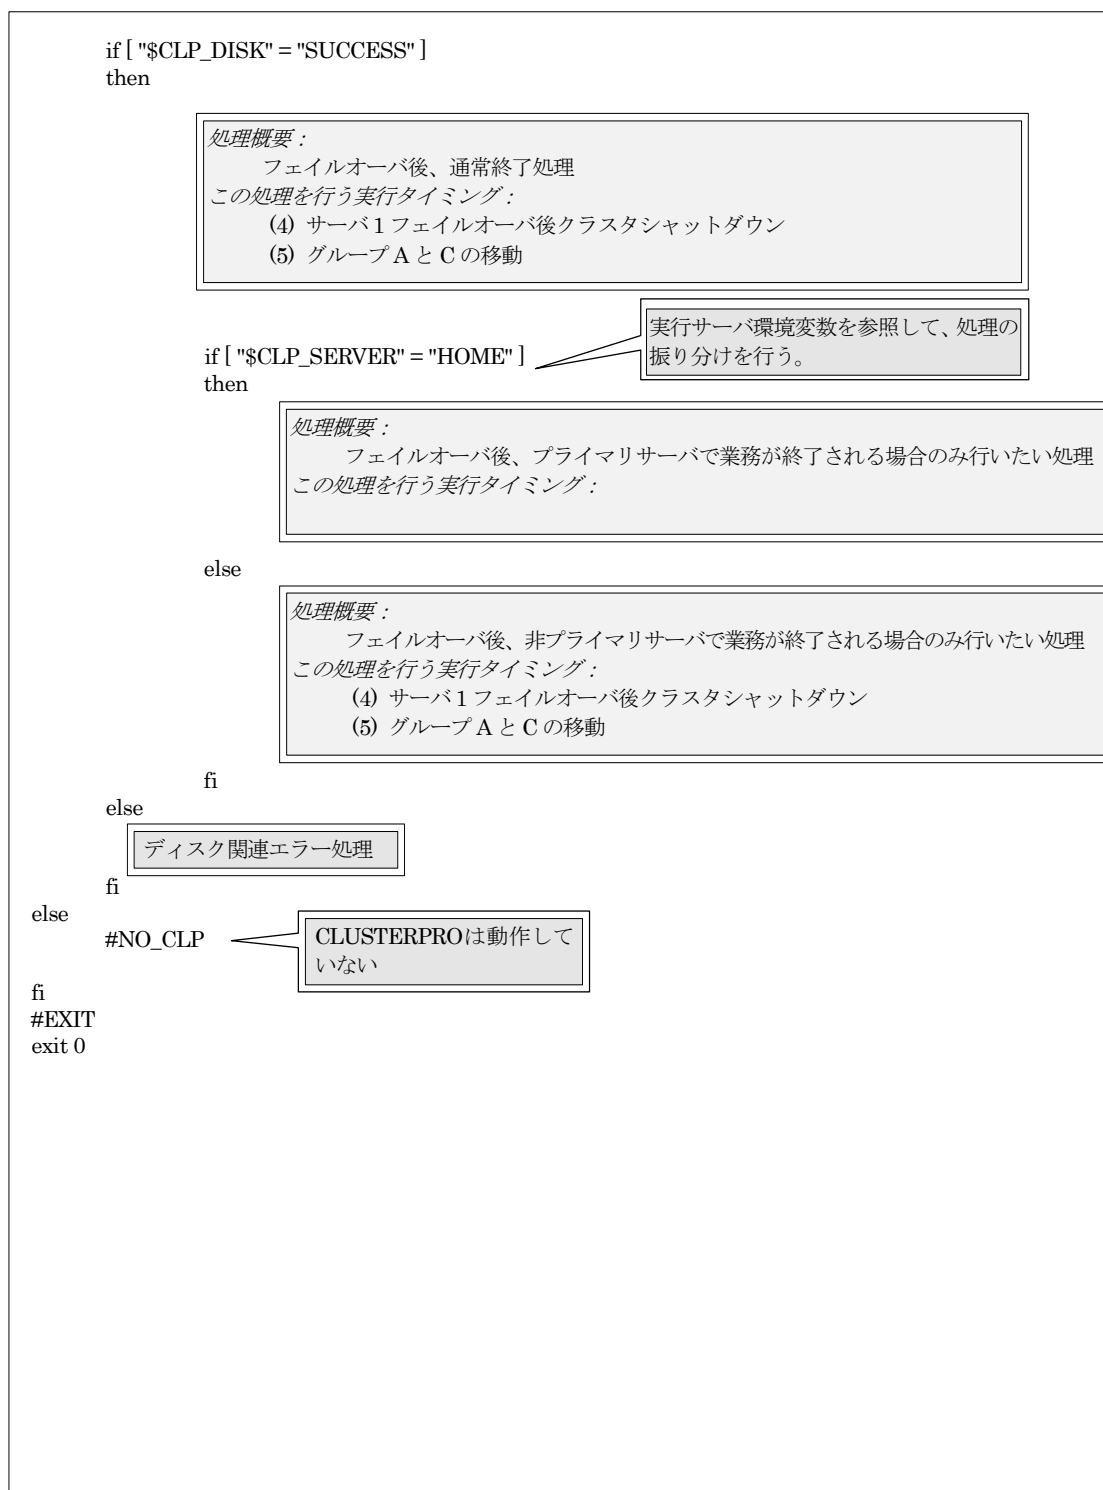 if [ "$CLP_DISK" = "SUCCESS" ]
then
処理概要：
フェイルオーバ後、通常終了処理
この処理を行う実行タイミング：
(4) サーバ１フェイルオーバ後クラスタシャットダウン
(5) グループ A と C の移動
実行サーバ環境変数を参照して、処理の
振り分けを行う。
if [ "$CLP_SERVER" = "HOME" ]
then
処理概要：
フェイルオーバ後、プライマリサーバで業務が終了される場合のみ行いたい処理
この処理を行う実行タイミング：
else
処理概要：
フェイルオーバ後、非プライマリサーバで業務が終了される場合のみ行いたい処理
この処理を行う実行タイミング：
(4) サーバ１フェイルオーバ後クラスタシャットダウン
(5) グループ A と C の移動
fi
else
ディスク関連エラー処理
fi
else
#NO_CLP
CLUSTERPROは動作して
いない
fi
#EXIT
exit 0